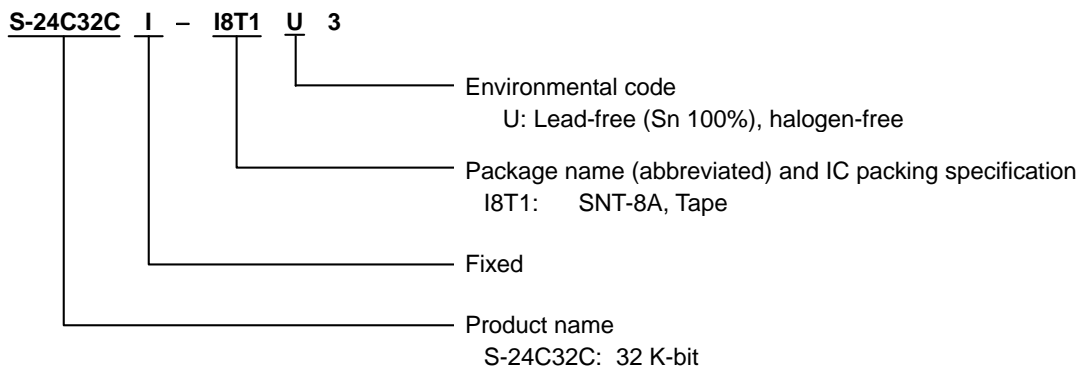 S-24C32C I – I8T1 U 3
Environmental code
U: Lead-free (Sn 100%), halogen-free
Package name (abbreviated) and IC packing specification
I8T1: SNT-8A, Tape
Fixed
Product name
S-24C32C: 32 K-bit